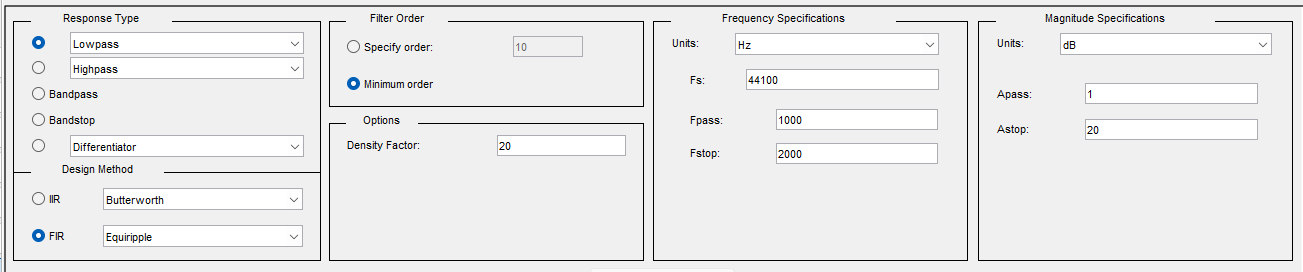 Response Type
Lowpass
Highpass
Bandpass
Bandstop
Differentiator
Design Method
IIR
Butterworth
FIR
Equiripple
Filter Order
Specify order:
10
Minimum order
Options
Density Factor:
20
Frequency Specifications
Units:
Hz
Fs:
44100
Fpass:
1000
Fstop:
2000
Magnitude Specifications
Units:
dB
Apass:
1
Astop:
20